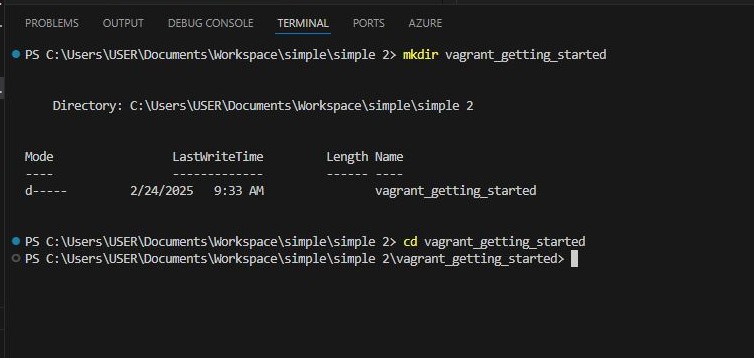 PROBLEMS OUTPUT DEBUG CONSOLE TERMINAL PORTS AZURE
PS C:\Users\USER\Documents\Workspace\simple\simple 2> mkdir vagrant_getting_started
Directory: C:\Users\USER\Documents\Workspace\simple\simple 2
Mode LastWriteTime Length Name
---- ------------- ------ ----
d----- 2/24/2025 9:33 AM vagrant_getting_started
PS C:\Users\USER\Documents\Workspace\simple\simple 2> cd vagrant_getting_started
PS C:\Users\USER\Documents\Workspace\simple\simple 2\vagrant_getting_started>